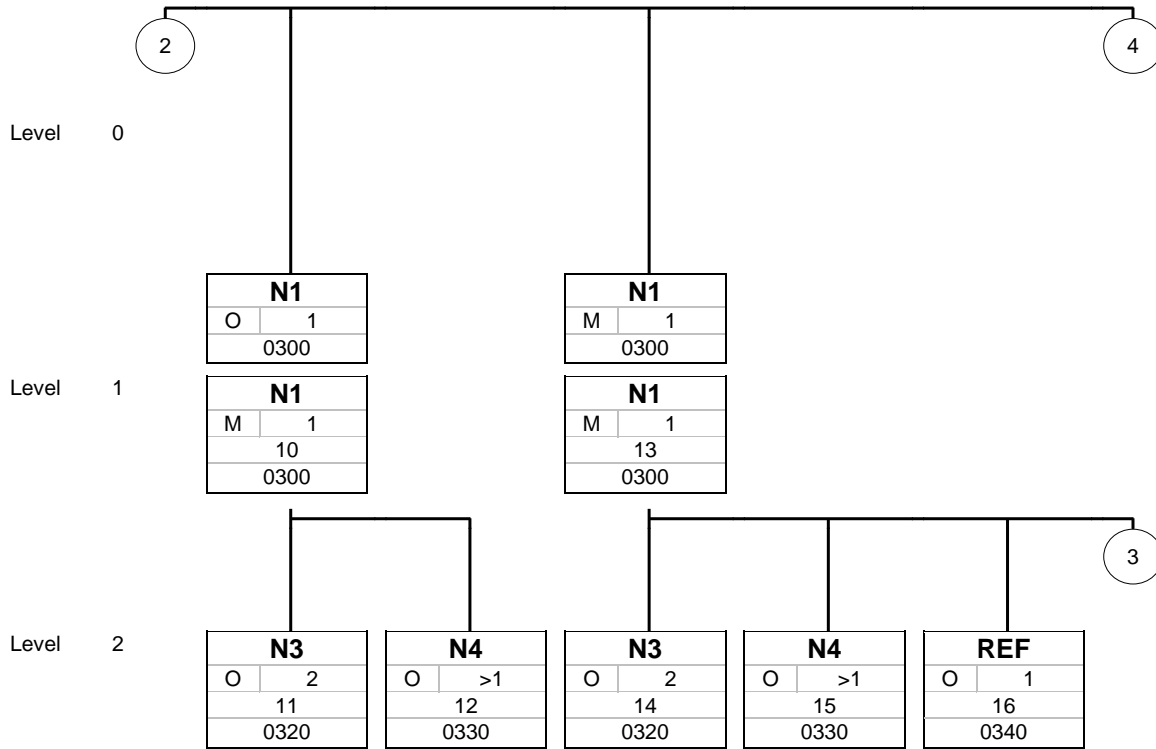 2 4
Level 0
N1 N1
O 1 M 1
0300 0300
Level 1
N1 N1
M 1 M 1
10 13
0300 0300
3
Level 2
N3 N4 N3 N4 REF
O 2 O >1 O 2 O >1 O 1
11 12 14 15 16
0320 0330 0320 0330 0340